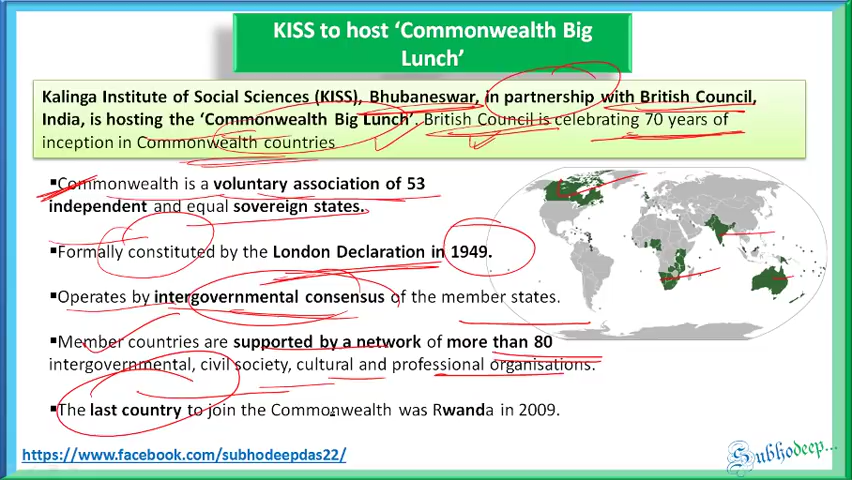 KISS to host ‘Commonwealth Big
Lunch’
Kalinga Institute of Social Sciences (KISS), Bhubaneswar, in partnership with British Council,
India, is hosting the ‘Commonwealth Big Lunch’. British Council is celebrating 70 years of
inception in Commonwealth countries
▪Commonwealth is a voluntary association of 53
independent and equal sovereign states.
▪Formally constituted by the London Declaration in 1949.
▪Operates by intergovernmental consensus of the member states.
▪Member countries are supported by a network of more than 80
intergovernmental, civil society, cultural and professional organisations.
▪The last country to join the Commonwealth was Rwanda in 2009.
https://www.facebook.com/subhodeepdas22/
Subhodeep...